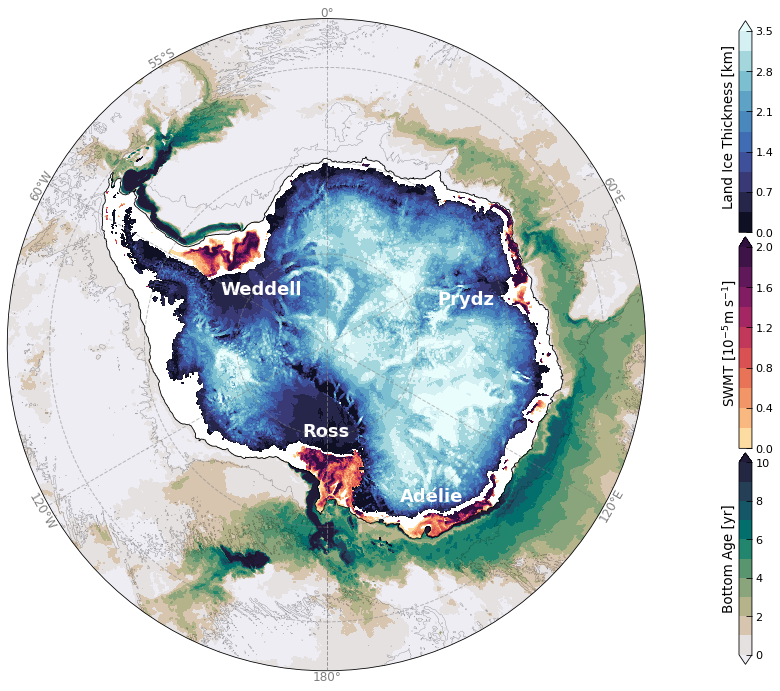 0°
55°S
60°W
60°E
120°W
120°E
180°
Weddell
Prydz
Ross
Adélie
Land Ice Thickness [km]
3.5
2.8
2.1
1.4
0.7
0.0
SWMT [10⁻⁵m s⁻¹]
2.0
1.6
1.2
0.8
0.4
0.0
Bottom Age [yr]
10
8
6
4
2
0